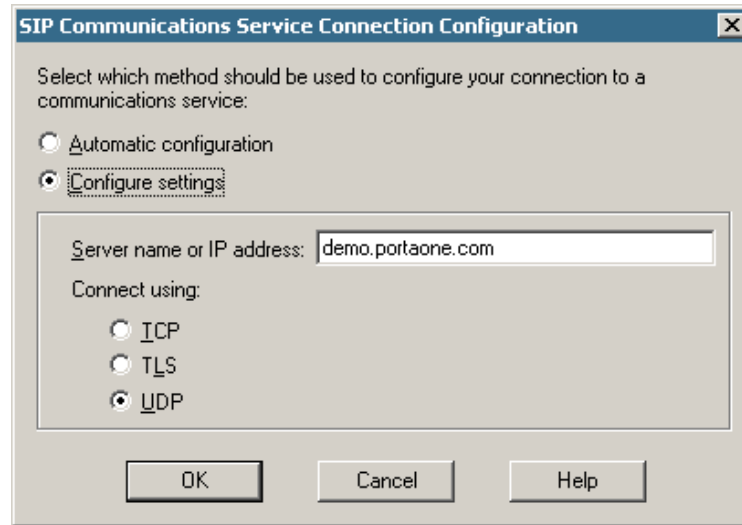 SIP Communications Service Connection Configuration
Select which method should be used to configure your connection to a
communications service:
Automatic configuration
Configure settings
Server name or IP address: demo.portaone.com
Connect using:
TCP
TLS
UDP
OK Cancel Help